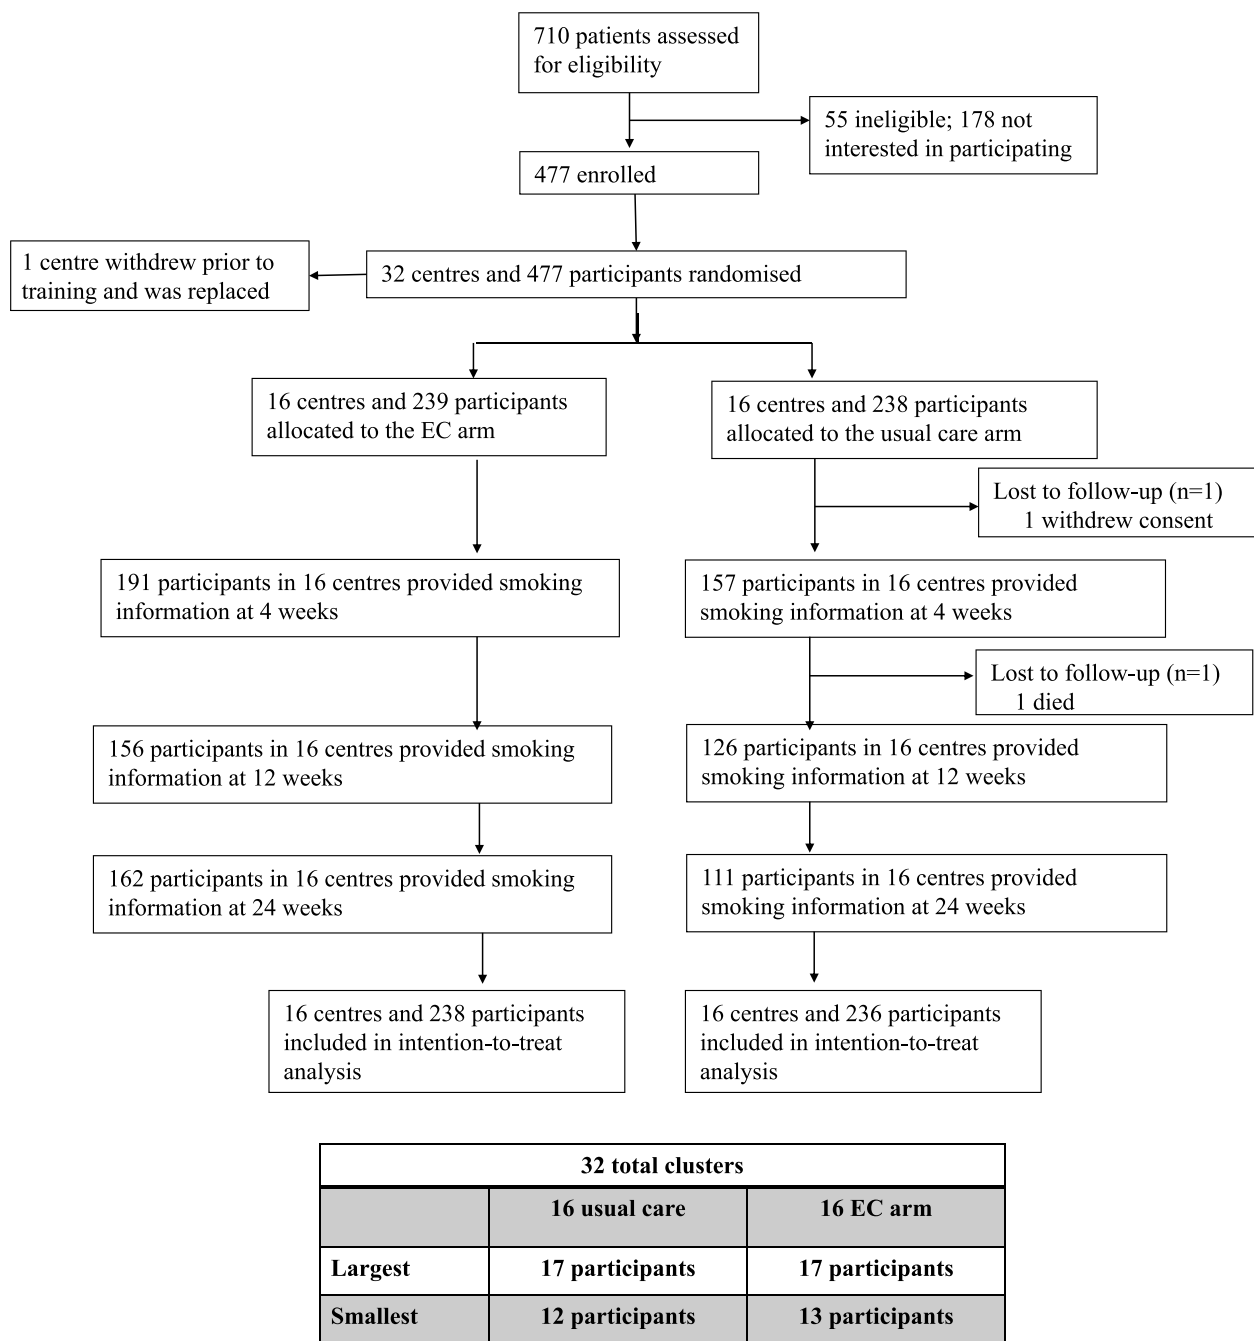 710 patients assessed
for eligibility
55 ineligible; 178 not
interested in participating
477 enrolled
1 centre withdrew prior to
training and was replaced
32 centres and 477 participants randomised
16 centres and 239 participants
allocated to the EC arm
16 centres and 238 participants
allocated to the usual care arm
Lost to follow-up (n=1)
1 withdrew consent
191 participants in 16 centres provided smoking
information at 4 weeks
157 participants in 16 centres provided
smoking information at 4 weeks
Lost to follow-up (n=1)
1 died
156 participants in 16 centres provided smoking
information at 12 weeks
126 participants in 16 centres provided
smoking information at 12 weeks
162 participants in 16 centres provided smoking
information at 24 weeks
111 participants in 16 centres provided
smoking information at 24 weeks
16 centres and 238 participants
included in intention-to-treat
analysis
16 centres and 236 participants
included in intention-to-treat
analysis
32 total clusters
16 usual care 16 EC arm
Largest 17 participants 17 participants
Smallest 12 participants 13 participants